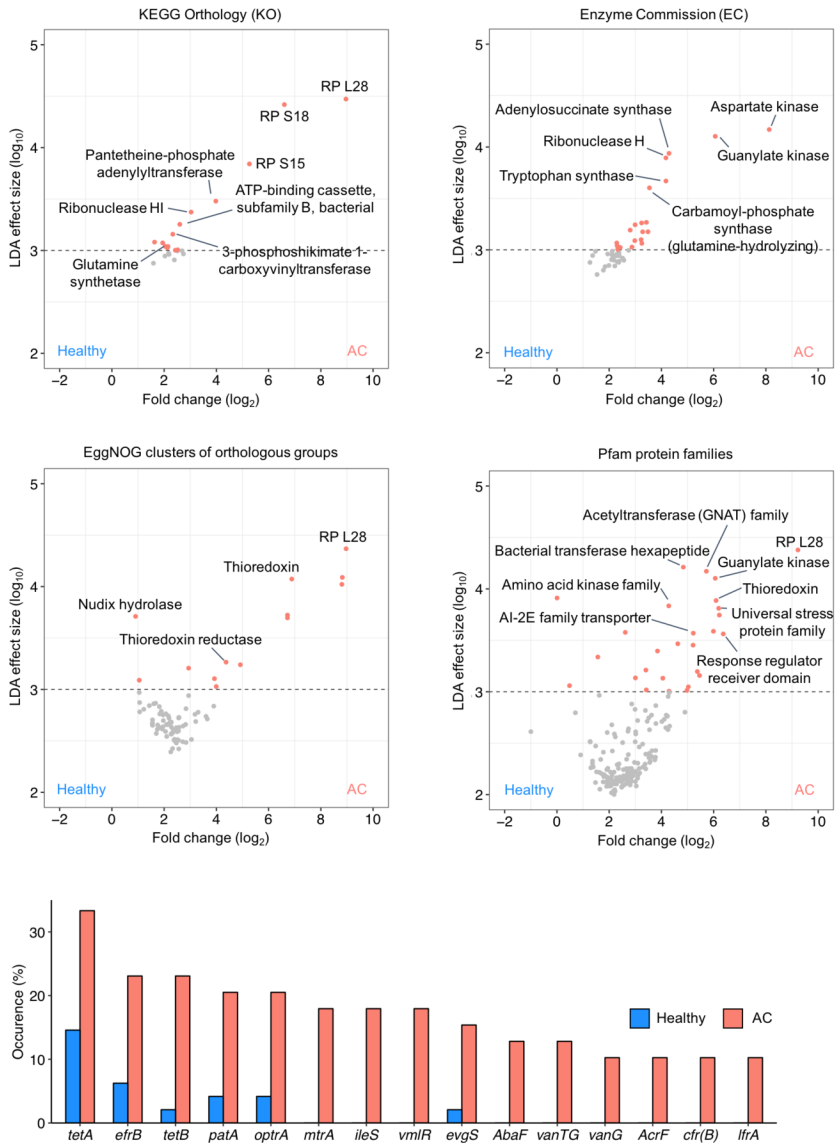 KEGG Orthology (KO)
5
4
3
2
LDA effect size (log10)
RP L28
RP S18
RP S15
Pantetheine-phosphate
adenylyltransferase
ATP-binding cassette,
subfamily B, bacterial
Ribonuclease HI
3-phosphoshikimate 1-
carboxyvinyltransferase
Glutamine
synthetase
Healthy
AC
−2 0 2 4 6 8 10
Fold change (log2)
Enzyme Commission (EC)
5
4
3
2
LDA effect size (log10)
Adenylosuccinate synthase
Aspartate kinase
Ribonuclease H
Guanylate kinase
Tryptophan synthase
Carbamoyl-phosphate
synthase
(glutamine-hydrolyzing)
Healthy
AC
−2 0 2 4 6 8 10
Fold change (log2)
EggNOG clusters of orthologous groups
5
4
3
2
LDA effect size (log10)
RP L28
Thioredoxin
Nudix hydrolase
Thioredoxin reductase
Healthy
AC
−2 0 2 4 6 8 10
Fold change (log2)
Pfam protein families
5
4
3
2
LDA effect size (log10)
Acetyltransferase (GNAT) family
RP L28
Bacterial transferase hexapeptide
Guanylate kinase
Amino acid kinase family
Thioredoxin
AI-2E family transporter
Universal stress
protein family
Response regulator
receiver domain
Healthy
AC
−2 0 2 4 6 8 10
Fold change (log2)
30
20
10
0
Occurence (%)
Healthy
AC
tetA efrB tetB patA optrA mtrA ileS vmlR evgS AbaF vanTG vanG AcrF cfr(B) lfrA